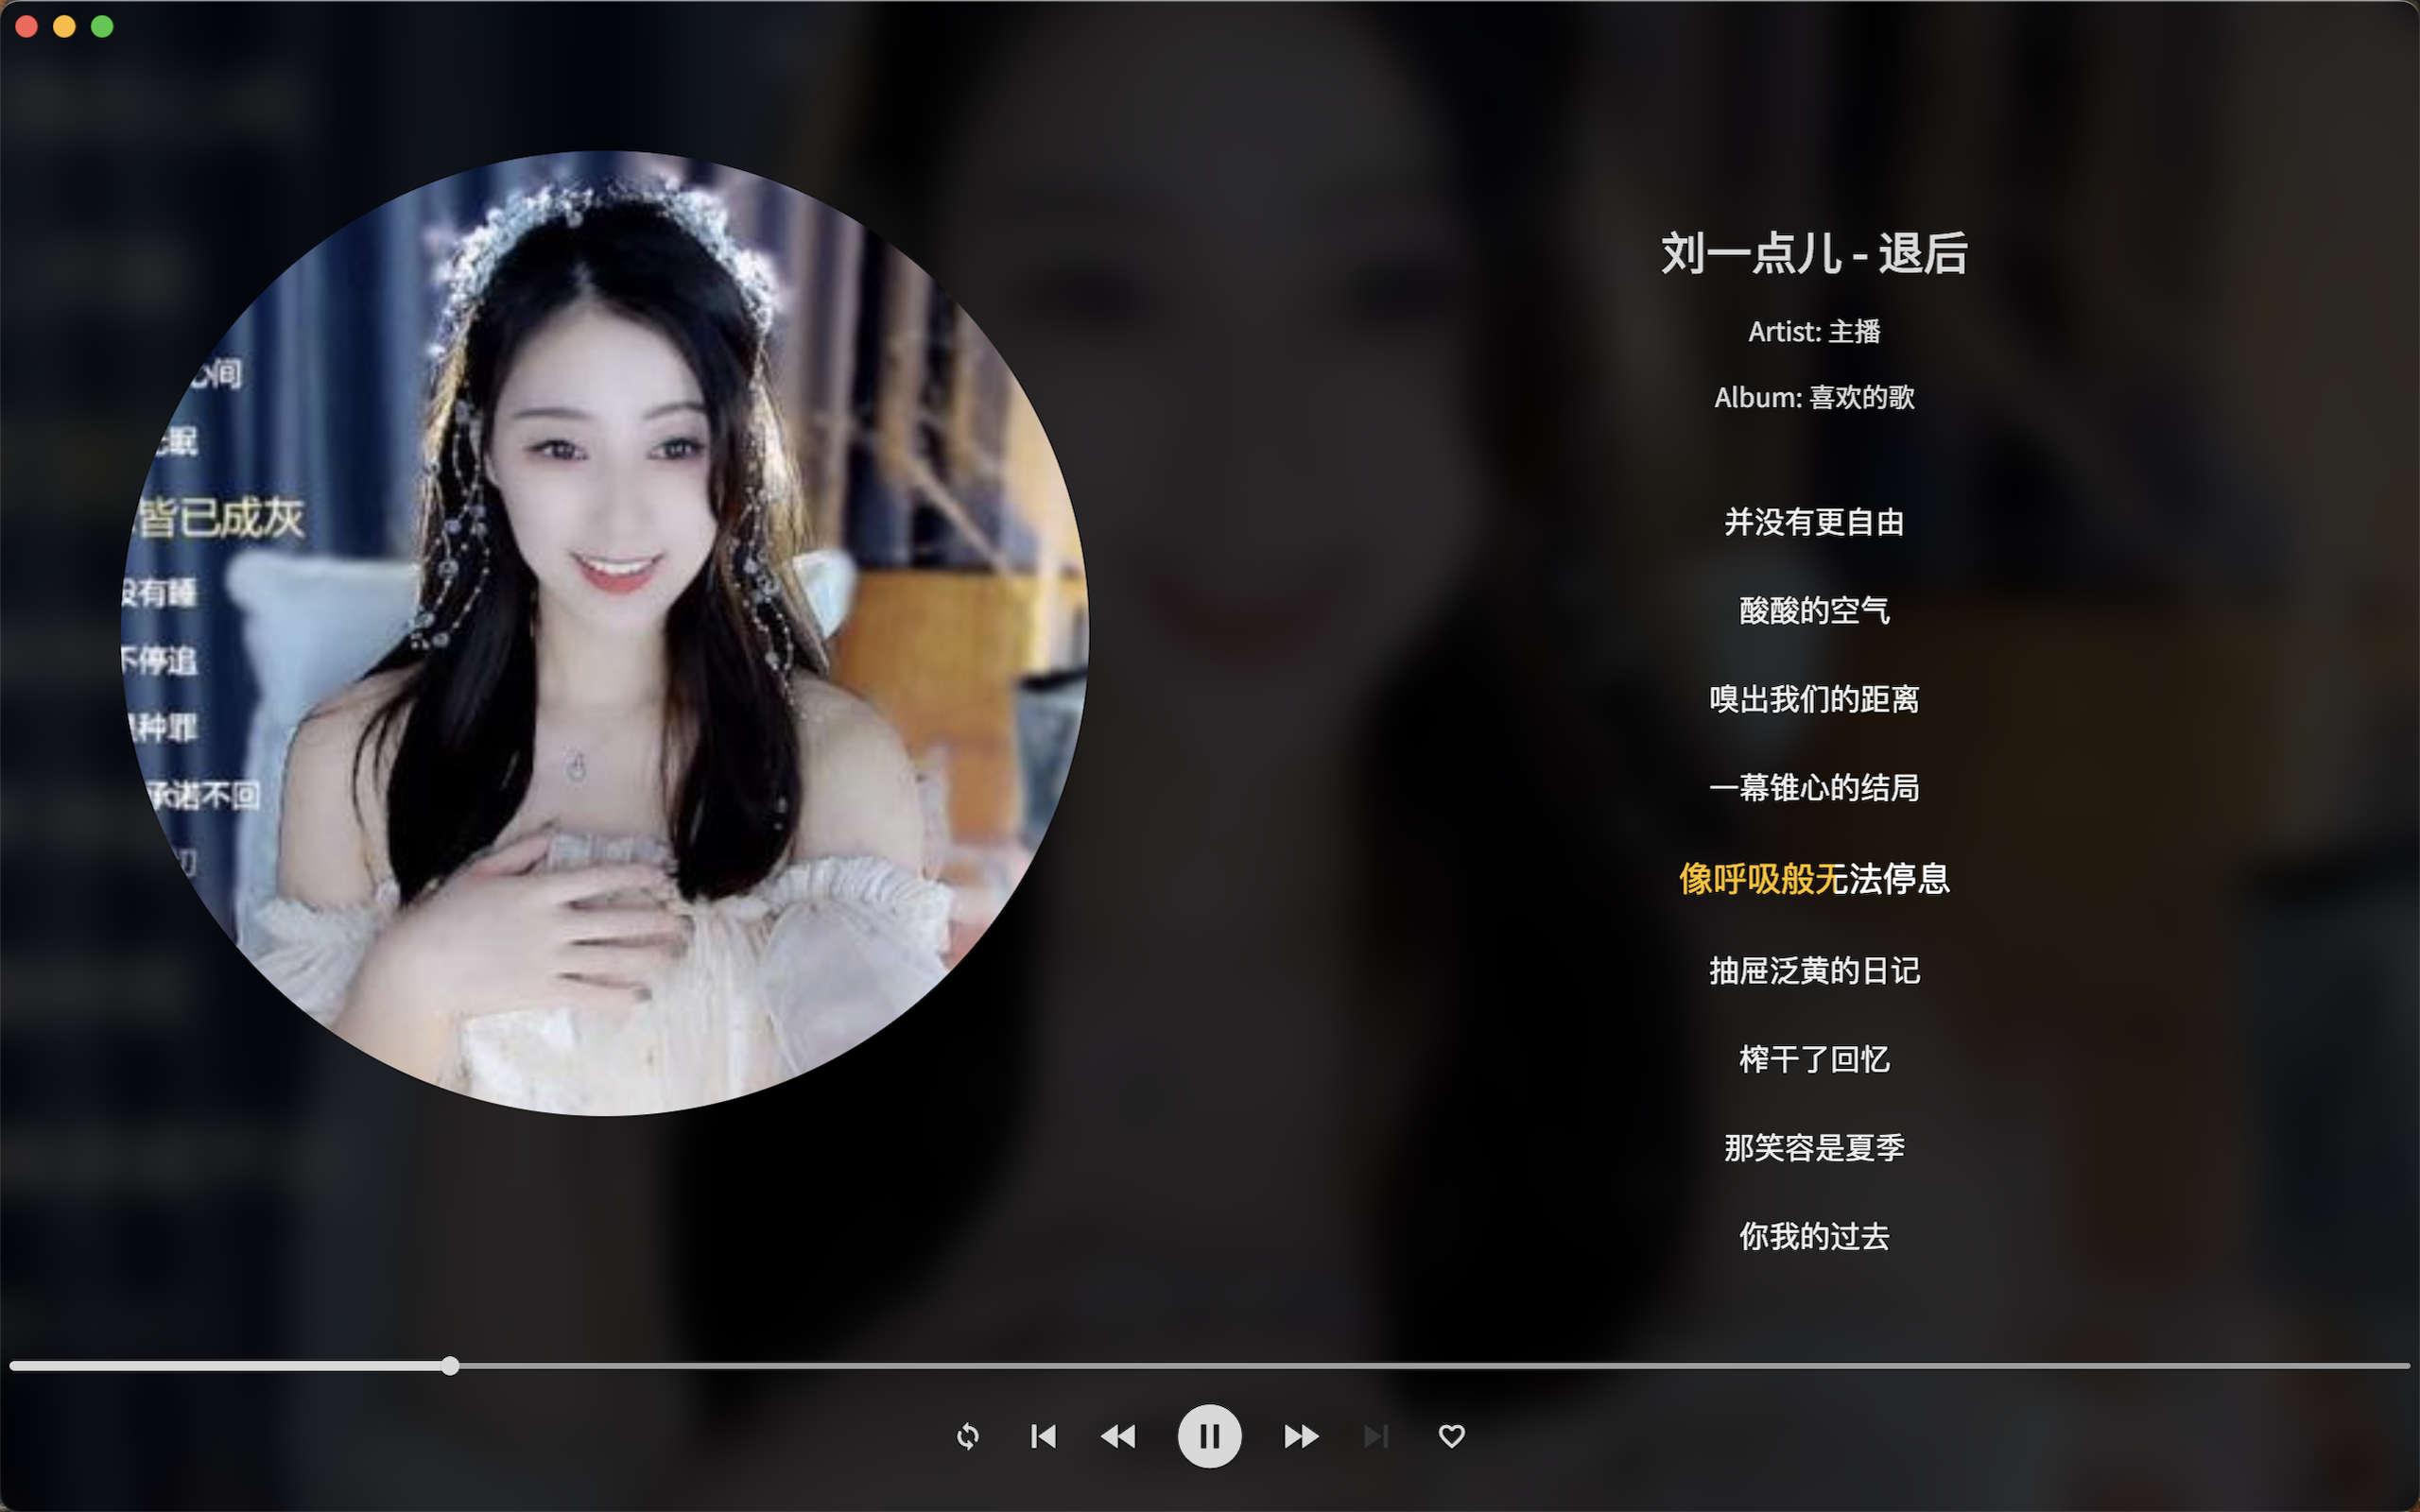 心间
眠
皆已成灰
没有睡
不停追
种罪
承诺不回
刘一点儿 - 退后
Artist: 主播
Album: 喜欢的歌
并没有更自由
酸酸的空气
嗅出我们的距离
一幕锥心的结局
像呼吸般无法停息
抽屉泛黄的日记
榨干了回忆
那笑容是夏季
你我的过去